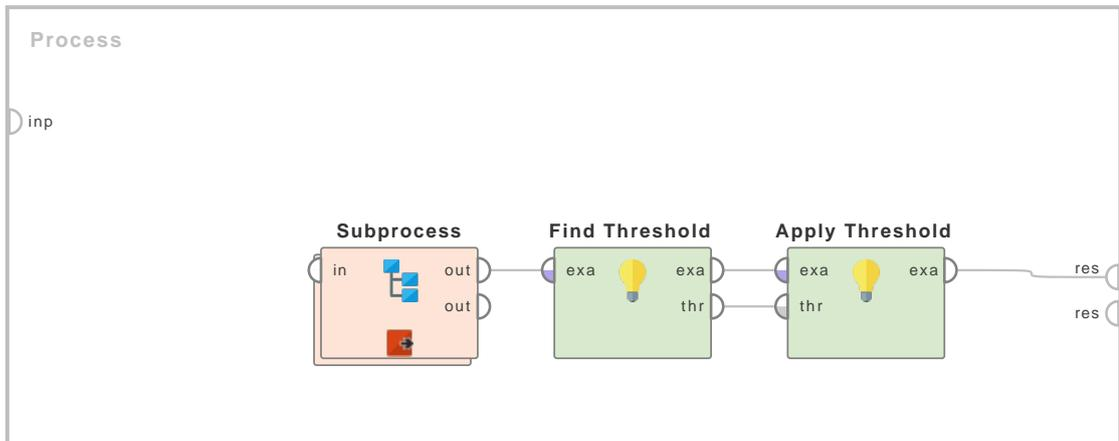 Process
inp
Subprocess Find Threshold Apply Threshold
in out exa exa exa exa res
out thr thr res